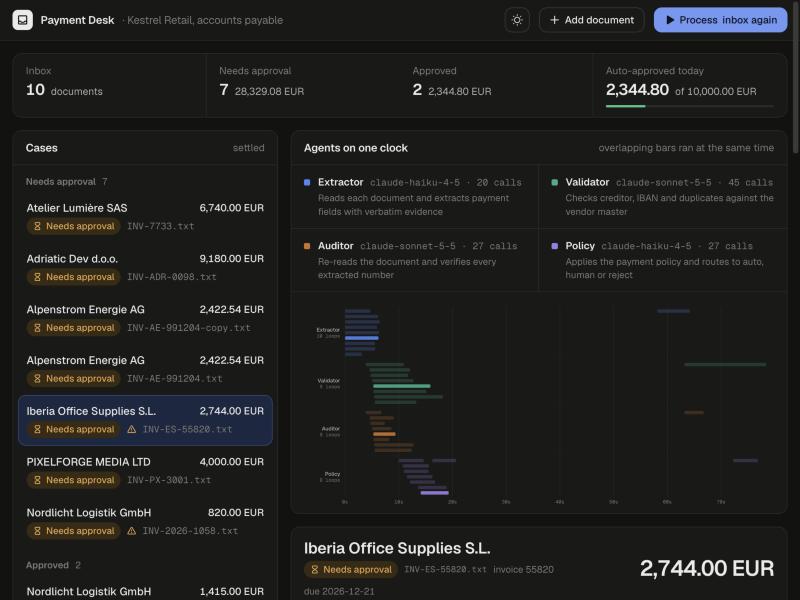 Payment Desk · Kestrel Retail, accounts payable
Add document
Process inbox again
Inbox
10 documents
Needs approval
7 28,329.08 EUR
Approved
2 2,344.80 EUR
Auto-approved today
2,344.80 of 10,000.00 EUR
Cases settled
Needs approval 7
Atelier Lumière SAS 6,740.00 EUR
Needs approval INV-7733.txt
Adriatic Dev d.o.o. 9,180.00 EUR
Needs approval INV-ADR-0098.txt
Alpenstrom Energie AG 2,422.54 EUR
Needs approval INV-AE-991204-copy.txt
Alpenstrom Energie AG 2,422.54 EUR
Needs approval INV-AE-991204.txt
Iberia Office Supplies S.L. 2,744.00 EUR
Needs approval INV-ES-55820.txt
PIXELFORGE MEDIA LTD 4,000.00 EUR
Needs approval INV-PX-3001.txt
Nordlicht Logistik GmbH 820.00 EUR
Needs approval INV-2026-1058.txt
Approved 2
Nordlicht Logistik GmbH 1,415.00 EUR
Agents on one clock overlapping bars ran at the same time
Extractor claude-haiku-4-5 · 20 calls
Reads each document and extracts payment
fields with verbatim evidence
Validator claude-sonnet-5-5 · 45 calls
Checks creditor, IBAN and duplicates against the
vendor master
Auditor claude-sonnet-5-5 · 27 calls
Re-reads the document and verifies every
extracted number
Policy claude-haiku-4-5 · 27 calls
Applies the payment policy and routes to auto,
human or reject
Extractor
10 loops
Validator
9 loops
Auditor
9 loops
Policy
9 loops
0s 10s 20s 30s 40s 50s 60s 70s
Iberia Office Supplies S.L.
2,744.00 EUR
Needs approval INV-ES-55820.txt invoice 55820
due 2026-12-21